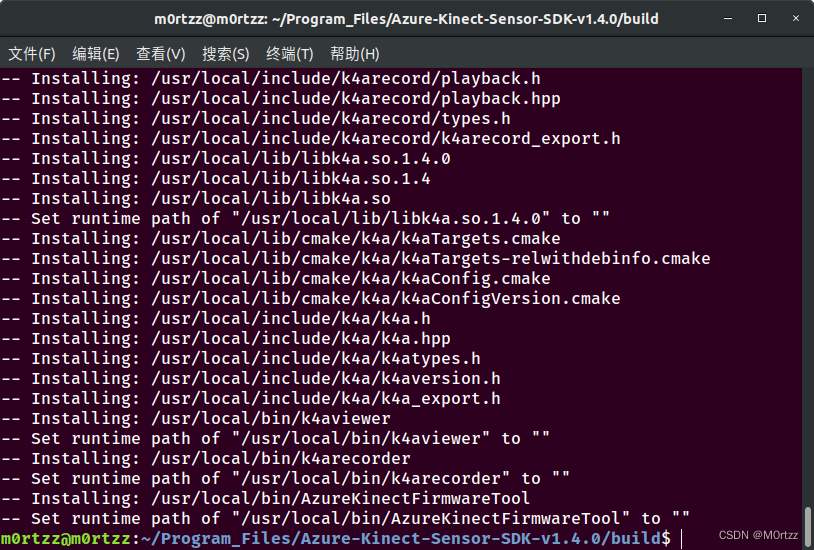 m0rtzz@m0rtzz: ~/Program_Files/Azure-Kinect-Sensor-SDK-v1.4.0/build
文件(F) 编辑(E) 查看(V) 搜索(S) 终端(T) 帮助(H)
-- Installing: /usr/local/include/k4arecord/playback.h
-- Installing: /usr/local/include/k4arecord/playback.hpp
-- Installing: /usr/local/include/k4arecord/types.h
-- Installing: /usr/local/include/k4arecord/k4arecord_export.h
-- Installing: /usr/local/lib/libk4a.so.1.4.0
-- Installing: /usr/local/lib/libk4a.so.1.4
-- Installing: /usr/local/lib/libk4a.so
-- Set runtime path of "/usr/local/lib/libk4a.so.1.4.0" to ""
-- Installing: /usr/local/lib/cmake/k4a/k4aTargets.cmake
-- Installing: /usr/local/lib/cmake/k4a/k4aTargets-relwithdebinfo.cmake
-- Installing: /usr/local/lib/cmake/k4a/k4aConfig.cmake
-- Installing: /usr/local/lib/cmake/k4a/k4aConfigVersion.cmake
-- Installing: /usr/local/include/k4a/k4a.h
-- Installing: /usr/local/include/k4a/k4a.hpp
-- Installing: /usr/local/include/k4a/k4atypes.h
-- Installing: /usr/local/include/k4a/k4aversion.h
-- Installing: /usr/local/include/k4a/k4a_export.h
-- Installing: /usr/local/bin/k4aviewer
-- Set runtime path of "/usr/local/bin/k4aviewer" to ""
-- Installing: /usr/local/bin/k4arecorder
-- Set runtime path of "/usr/local/bin/k4arecorder" to ""
-- Installing: /usr/local/bin/AzureKinectFirmwareTool
-- Set runtime path of "/usr/local/bin/AzureKinectFirmwareTool" to ""
m0rtzz@m0rtzz:~/Program_Files/Azure-Kinect-Sensor-SDK-v1.4.0/build$
CSDN @M0rtzz